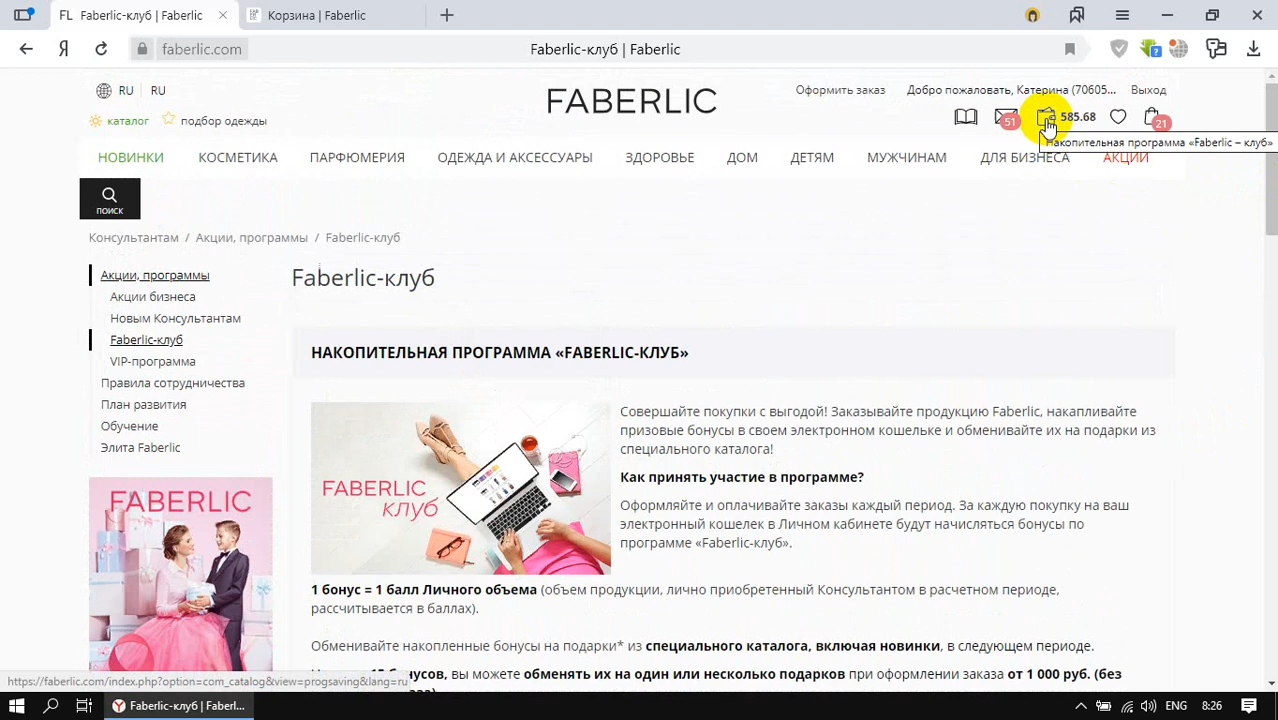 FL Faberlic-клуб | Faberlic
Корзина | Faberlic
Я faberlic.com Faberlic-клуб | Faberlic
RU RU
FABERLIC
Оформить заказ Добро пожаловать, Катерина (70605... Выход
каталог подбор одежды
51 585.68 21
Накопительная программа «Faberlic – клуб»
НОВИНКИ КОСМЕТИКА ПАРФЮМЕРИЯ ОДЕЖДА И АКСЕССУАРЫ ДОМ ДЕТЯМ МУЖЧИНАМ ДЛЯ БИЗНЕСА АКЦИИ
ПОИСК
Консультантам / Акции, программы / Faberlic-клуб
Акции, программы
Акции бизнеса
Новым Консультантам
Faberlic-клуб
VIP-программа
Правила сотрудничества
План развития
Обучение
Элита Faberlic
FABERLIC
Faberlic-клуб
НАКОПИТЕЛЬНАЯ ПРОГРАММА «FABERLIC-КЛУБ»
FABERLIC
клуб
Совершайте покупки с выгодой! Заказывайте продукцию Faberlic, накапливайте
призовые бонусы в своем электронном кошельке и обменивайте их на подарки из
специального каталога!
Как принять участие в программе?
Оформляйте и оплачивайте заказы каждый период. За каждую покупку на ваш
электронный кошелек в Личном кабинете будут начисляться бонусы по
программе «Faberlic-клуб».
1 бонус = 1 балл Личного объема (объем продукции, лично приобретенный Консультантом в расчетном периоде,
рассчитывается в баллах).
Обменивайте накопленные бонусы на подарки* из специального каталога, включая новинки, в следующем периоде.
15 бонусов, вы можете обменять их на один или несколько подарков при оформлении заказа от 1 000 руб. (без
https://faberlic.com/index.php?option=com_catalog&view=progsaving&lang=ru
Faberlic-клуб | Faberl...
ENG 8:26